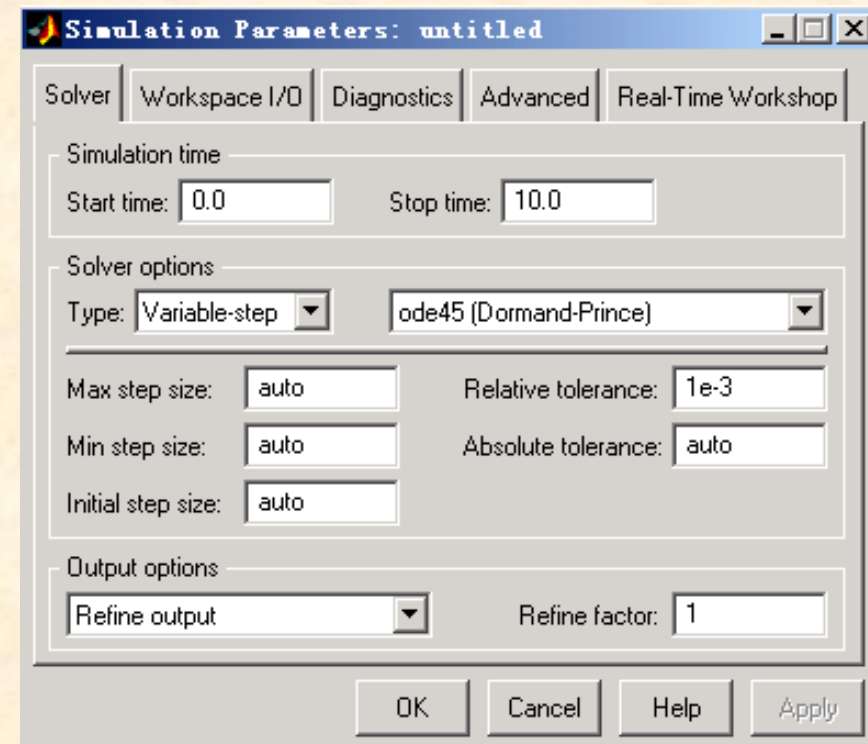 Simulation Parameters: untitled
Solver Workspace I/O Diagnostics Advanced Real-Time Workshop
Simulation time
Start time: 0.0 Stop time: 10.0
Solver options
Type: Variable-step ode45 (Dormand-Prince)
Max step size: auto Relative tolerance: 1e-3
Min step size: auto Absolute tolerance: auto
Initial step size: auto
Output options
Refine output Refine factor: 1
OK Cancel Help Apply